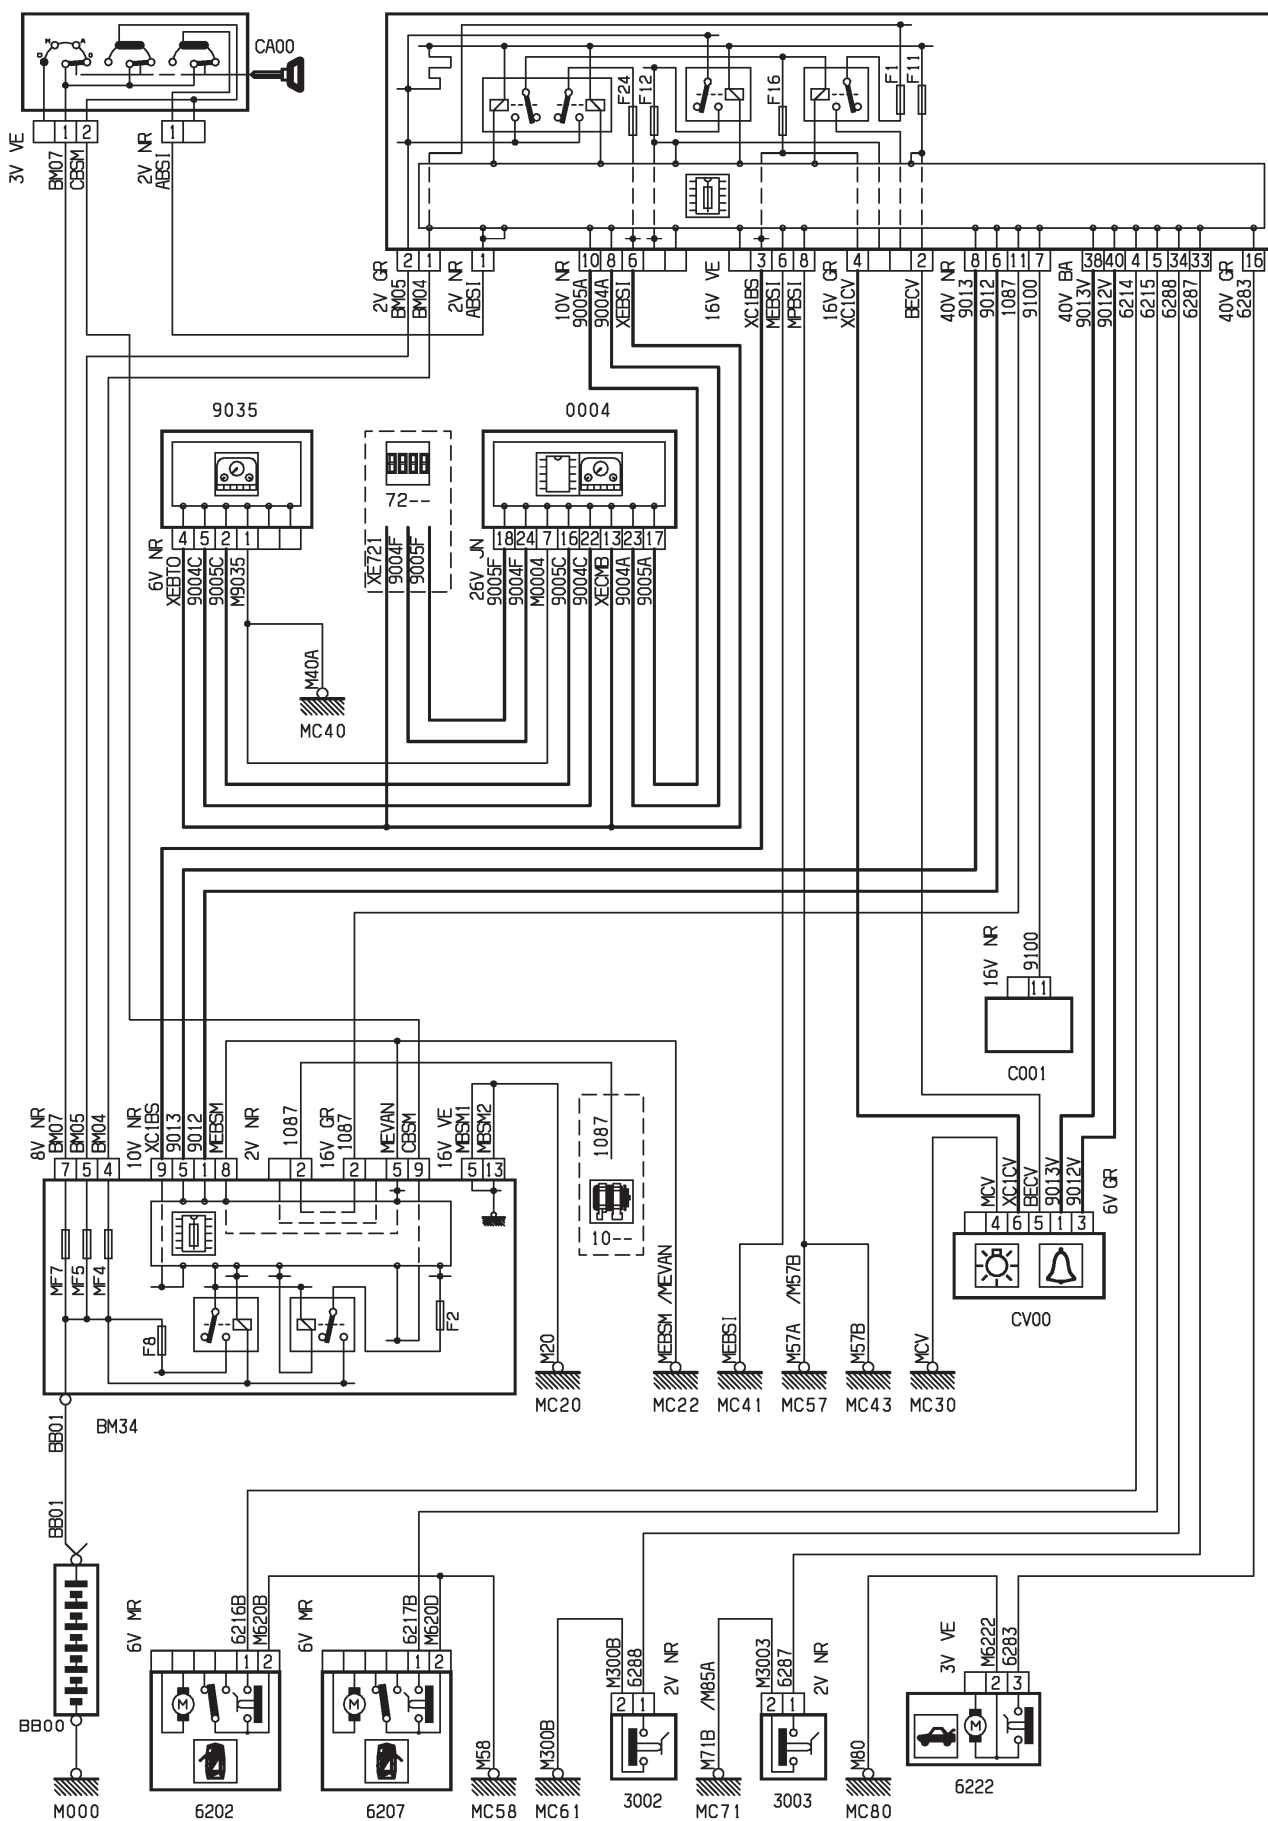 CA00
M A
D D
1 2 1
3V VE
BM07
CBSM
2V NR
ABSI
F24
F12
F16
F1
F11
2 1 1 10 8 6 3 6 8 4 2 8 6 11 7 38 40 4 5 34 33 16
2V GR
BM05
BM04
2V NR
ABSI
10V NR
9005A
9004A
XEBSI
16V VE
XC1BS
MEBSI
MPBSI
16V GR
XC1CV
BECV
40V NR
9013
9012
1087
9100
40V BA
9013V
9012V
6214
6215
6288
6287
40V GR
6283
9035
4 5 2 1
6V NR
XEBTO
9004C
9005C
M9035
M40A
MC40
72--
XE721
9004F
9005F
0004
18 24 7 16 22 13 23 17
26V JN
9005F
9004F
M0004
9005C
9004C
XECMB
9004A
9005A
16V NR
9100
11
C001
8V NR
BM07
BM05
BM04
10V NR
XC1BS
9013
9012
MEBSM
2V NR
1087
16V GR
1087
MEVAN
CBSM
16V VE
MBSM1
MBSM2
7 5 4 9 5 1 8 2 2 5 9 5 13
MF7
MF5
MF4
F8
F2
BM34
1087
10--
M20
MC20
MEBSM /MEVAN
MC22
MEBSI
MC41
M57A /M57B
MC57
M57B
MC43
MCV
MC30
MCV
XC1CV
BECV
9013V
9012V
6V GR
4 6 5 1 3
CV00
BB01
BB01
BB00
M000
6V MR
6216B
M620B
1 2
M
6202
6V MR
6217B
M620D
1 2
M
6207
M58
MC58
M300B
MC61
M300B
6288
2V NR
2 1
3002
M71B /M85A
MC71
M3003
6287
2V NR
2 1
3003
M80
MC80
3V VE
M6222
6283
2 3
M
6222